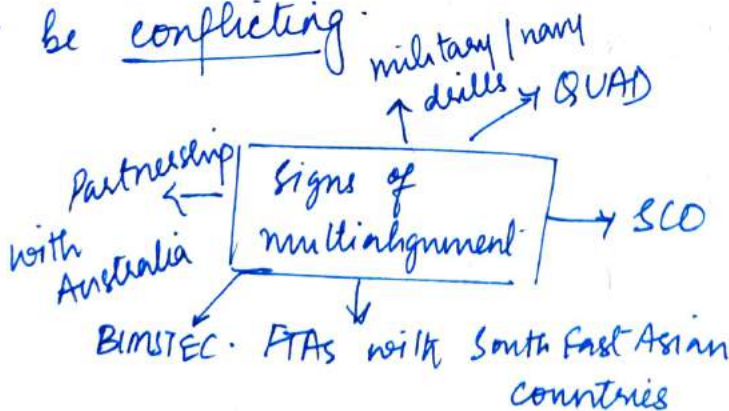 be conflicting.
military/navy
drills
QUAD
Partnership
with
Australia
Signs of
multialignment
SCO
BIMSTEC. FTAs with South East Asian
countries